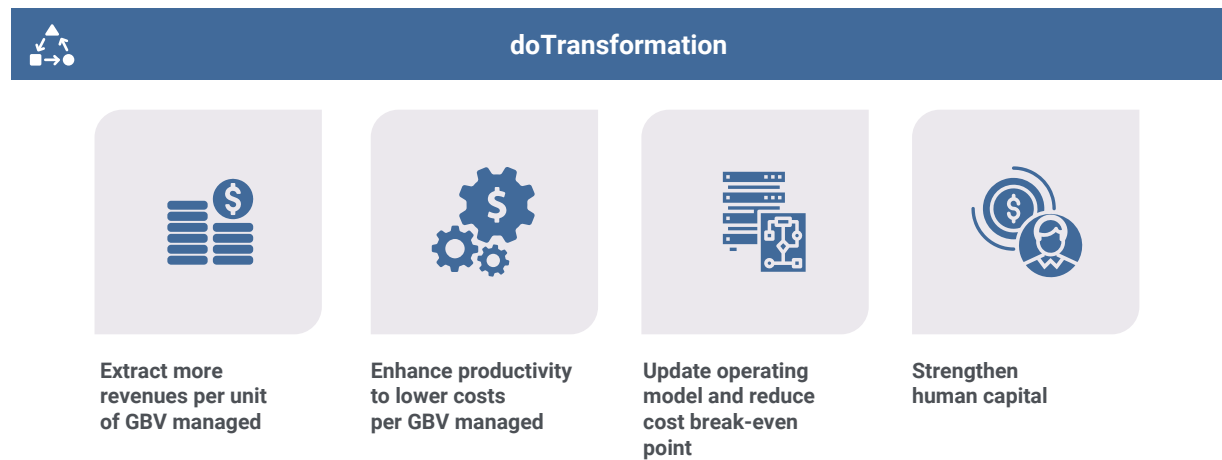 doTransformation
Extract more
revenues per unit
of GBV managed
Enhance productivity
to lower costs
per GBV managed
Update operating
model and reduce
cost break-even
point
Strengthen
human capital